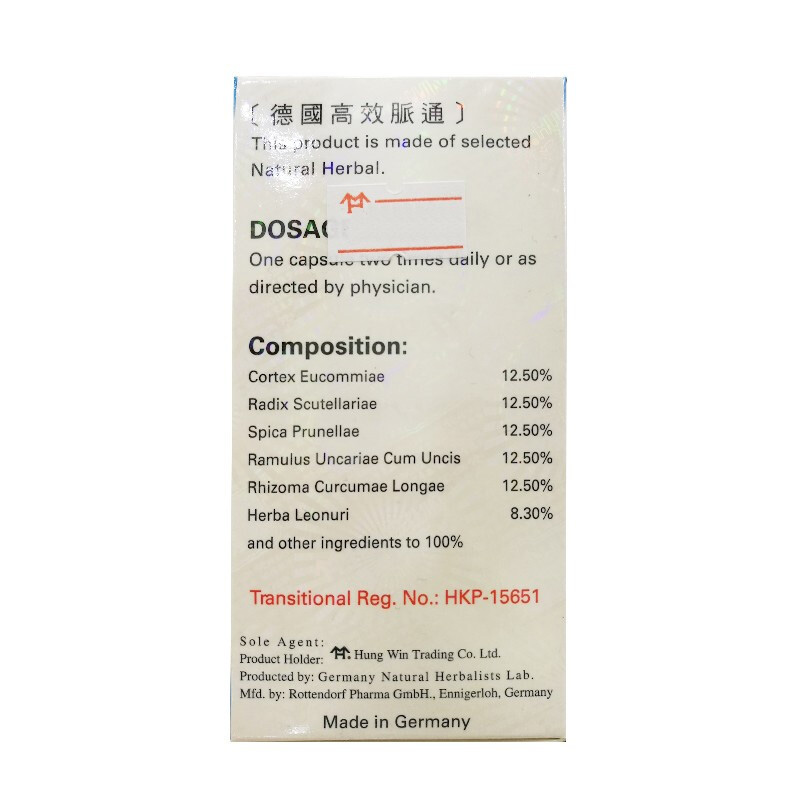 〔德國高效脈通〕
This product is made of selected
Natural Herbal.
One capsule two times daily or as
directed by physician.
Composition:
Cortex Eucommiae 12.50%
Radix Scutellariae 12.50%
Spica Prunellae 12.50%
Ramulus Uncariae Cum Uncis 12.50%
Rhizoma Curcumae Longae 12.50%
Herba Leonuri 8.30%
and other ingredients to 100%
Transitional Reg. No.: HKP-15651
Sole Agent:
Product Holder: Hung Win Trading Co. Ltd.
Producted by: Germany Natural Herbalists Lab.
Mfd. by: Rottendorf Pharma GmbH., Ennigerloh, Germany
Made in Germany